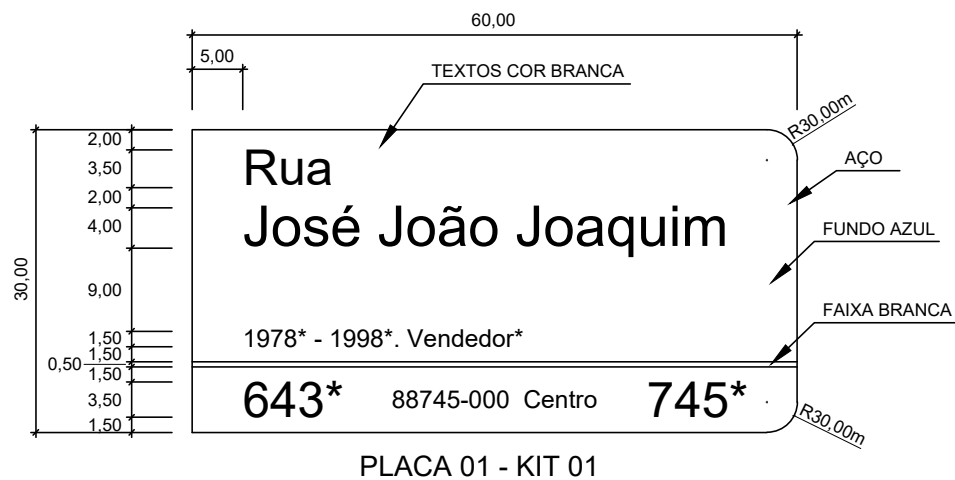 60,00
5,00
TEXTOS COR BRANCA
R30,00m
2,00
3,50
2,00
4,00
9,00
1,50
1,50
0,50
1,50
3,50
1,50
30,00
Rua
José João Joaquim
1978* - 1998*. Vendedor*
643* 88745-000 Centro 745*
AÇO
FUNDO AZUL
FAIXA BRANCA
R30,00m
PLACA 01 - KIT 01